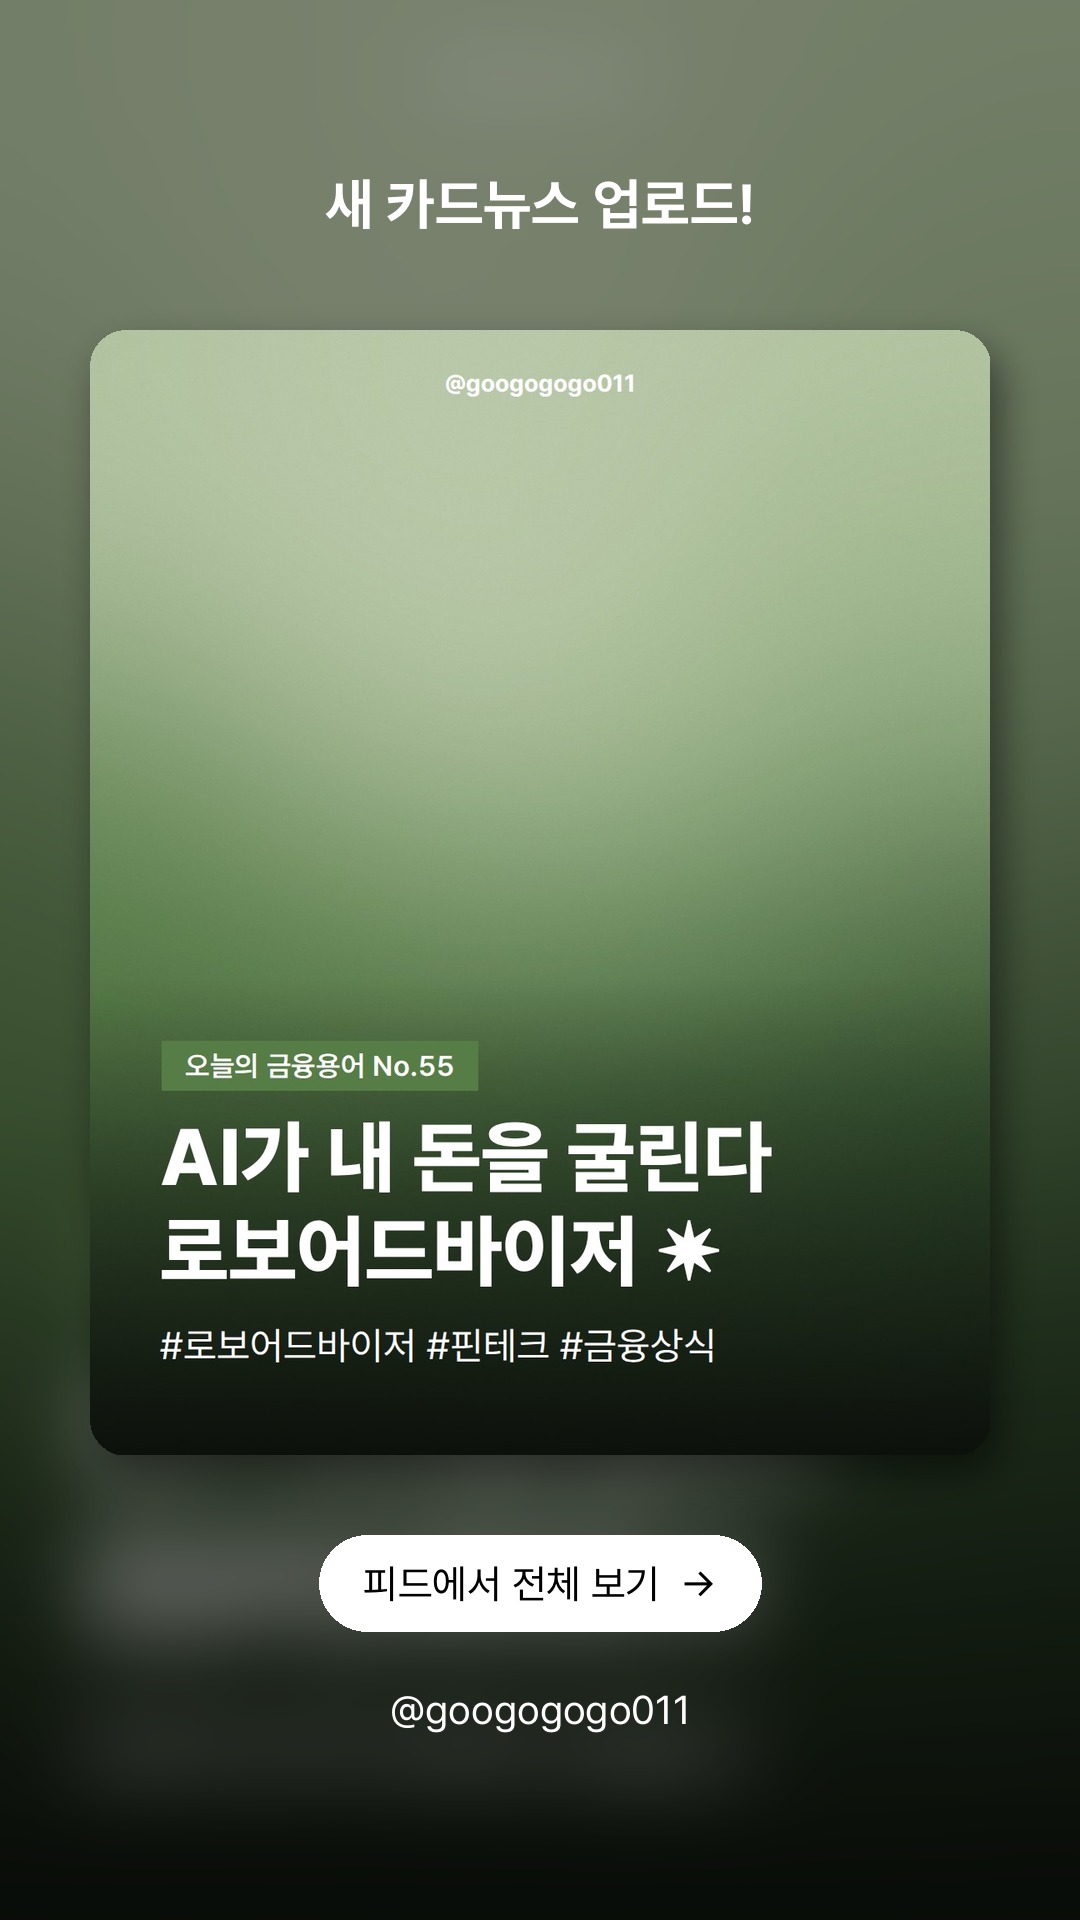 새 카드뉴스 업로드!
@googogogo011
오늘의 금융용어 No.55
AI가 내 돈을 굴린다
로보어드바이저 ✷
#로보어드바이저 #핀테크 #금융상식
피드에서 전체 보기 →
@googogogo011